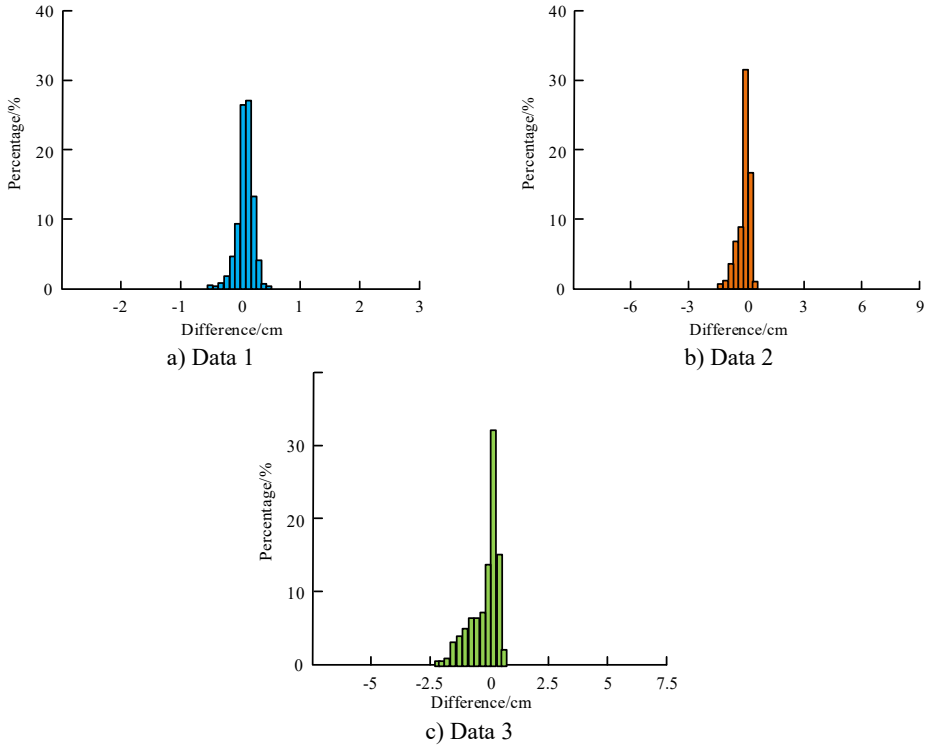 40
30
20
10
0
Percentage/%
-2 -1 0 1 2 3
Difference/cm
a) Data 1
40
30
20
10
0
Percentage/%
-6 -3 0 3 6 9
Difference/cm
b) Data 2
30
20
10
0
Percentage/%
-5 -2.5 0 2.5 5 7.5
Difference/cm
c) Data 3